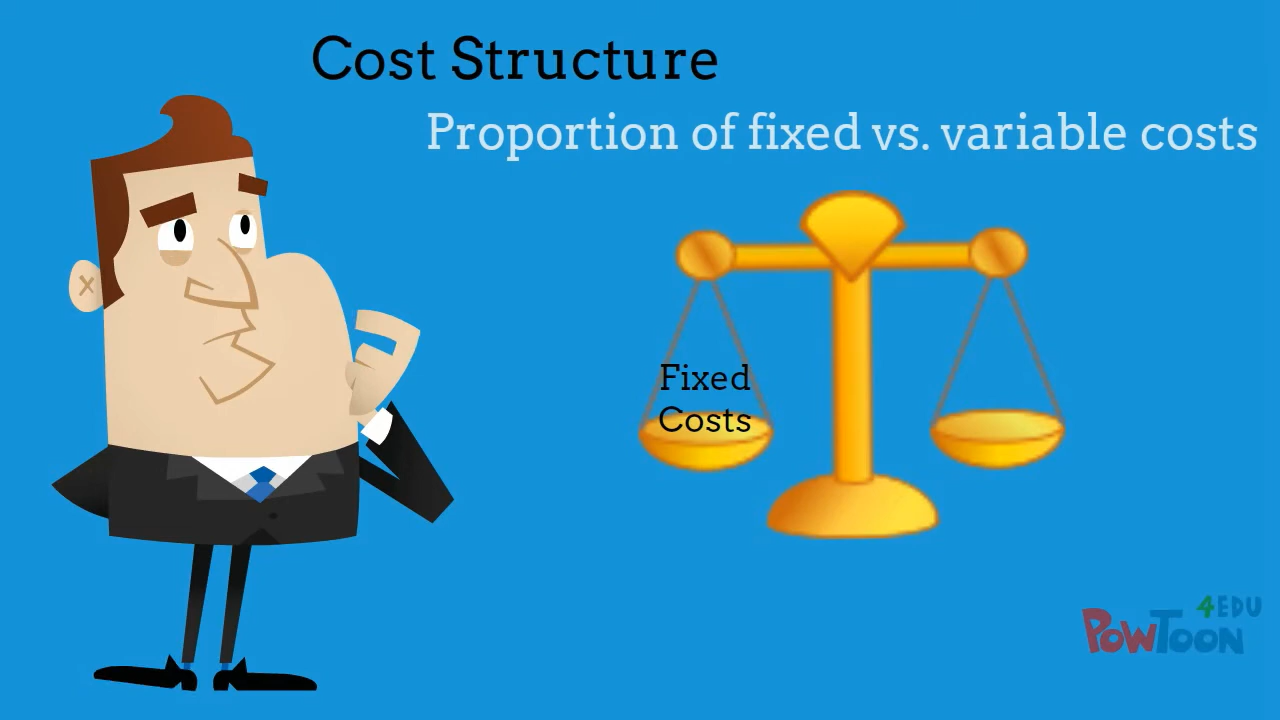 Cost Structure
Proportion of fixed vs. variable costs
Fixed
Costs
4EDU
PowToon